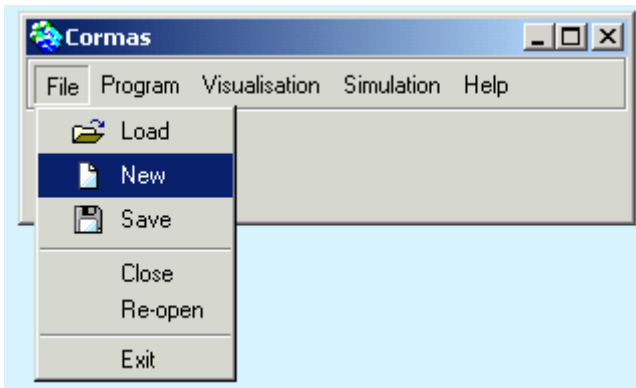 Cormas
File Program Visualisation Simulation Help
Load
New
Save
Close
Re-open
Exit